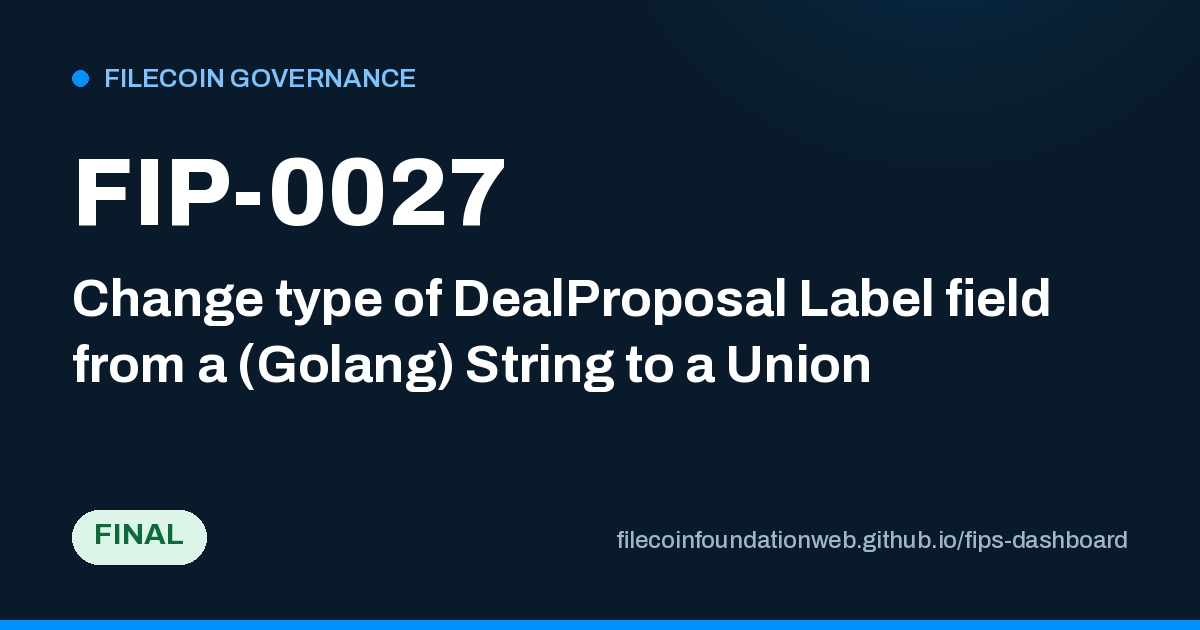 FILECOIN GOVERNANCE
FIP-0027
Change type of DealProposal Label field
from a (Golang) String to a Union
FINAL
filecoinfoundationweb.github.io/fips-dashboard